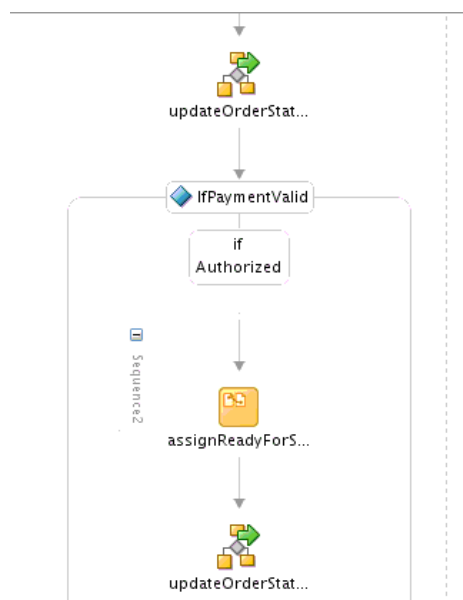 updateOrderStat...
IfPaymentValid
if
Authorized
Sequence2
assignReadyForS...
updateOrderStat...